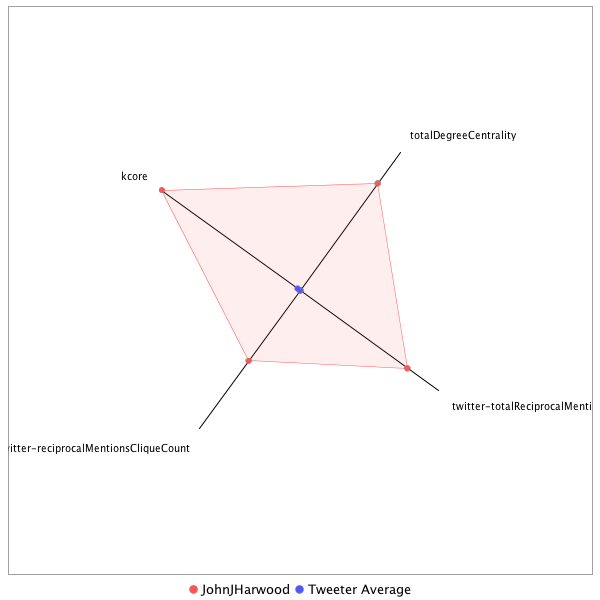 totalDegreeCentrality
kcore
twitter-totalReciprocalMenti
itter-reciprocalMentionsCliqueCount
JohnJHarwood Tweeter Average